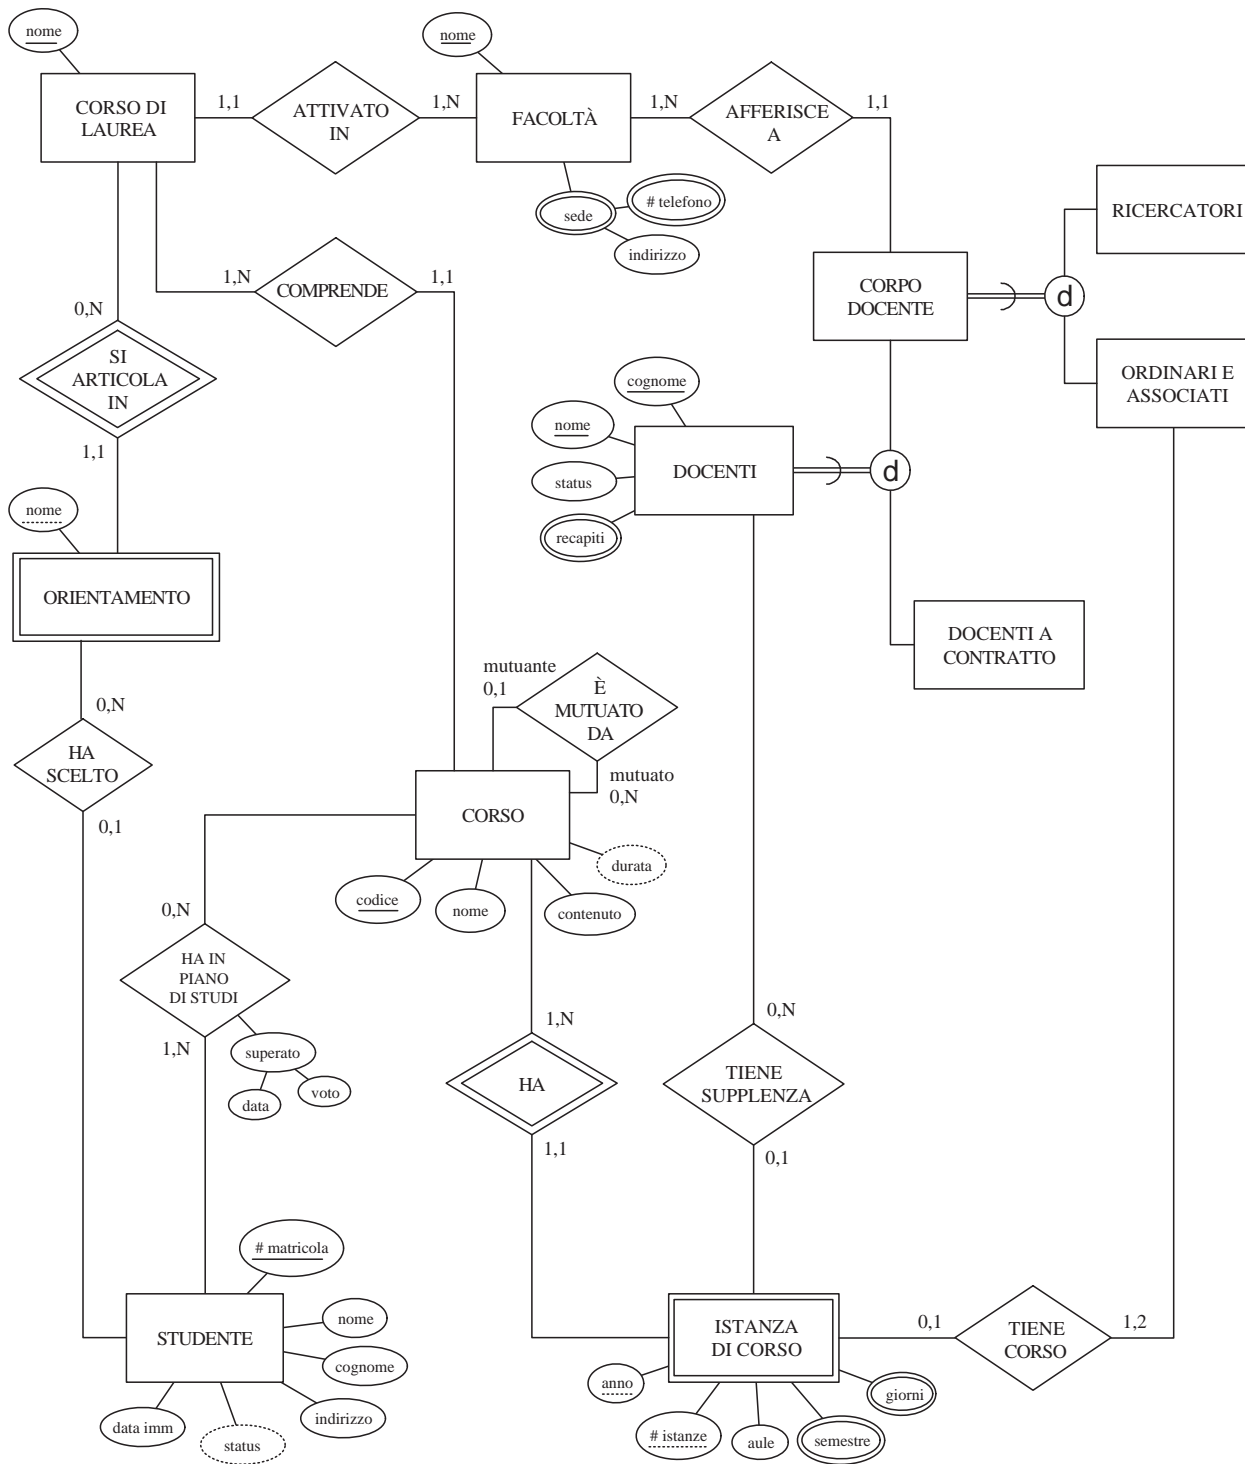 nome
nome
CORSO DI
LAUREA
1,1
ATTIVATO
IN
1,N
FACOLTÀ
1,N
AFFERISCE
A
1,1
sede
# telefono
indirizzo
RICERCATORI
1,N
COMPRENDE
1,1
CORPO
DOCENTE
d
0,N
SI
ARTICOLA
IN
1,1
ORDINARI E
ASSOCIATI
cognome
nome
status
recapiti
DOCENTI
d
nome
ORIENTAMENTO
DOCENTI A
CONTRATTO
0,N
HA
SCELTO
0,1
mutuante
0,1
È
MUTUATO
DA
mutuato
0,N
CORSO
durata
codice
nome
contenuto
0,N
HA IN
PIANO
DI STUDI
1,N
superato
data
voto
1,N
HA
1,1
0,N
TIENE
SUPPLENZA
0,1
# matricola
STUDENTE
nome
cognome
indirizzo
data imm
status
ISTANZA
DI CORSO
0,1
TIENE
CORSO
1,2
anno
# istanze
aule
semestre
giorni